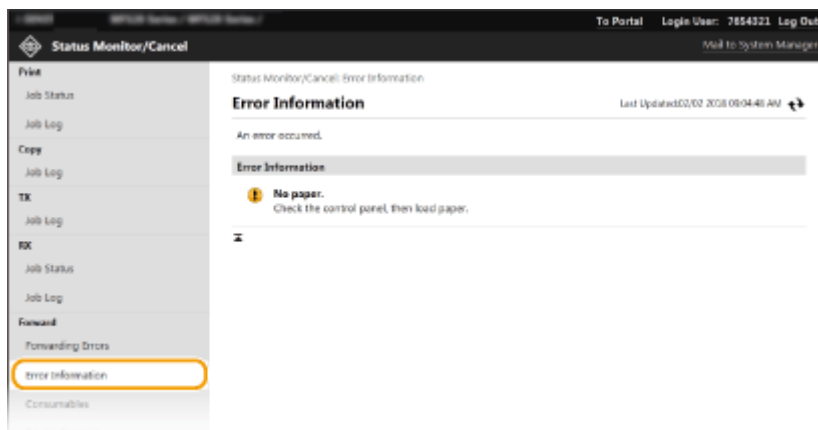 To Portal Login User: 7654321 Log Out
Status Monitor/Cancel
Mail to System Manager
Print
Job Status
Job Log
Copy
Job Log
TX
Job Log
RX
Job Status
Job Log
Forward
Forwarding Errors
Error Information
Consumables
Status Monitor/Cancel: Error Information
Error Information
Last Updated:02/02 2018 09:04:48 AM
An error occurred.
Error Information
No paper.
Check the control panel, then load paper.